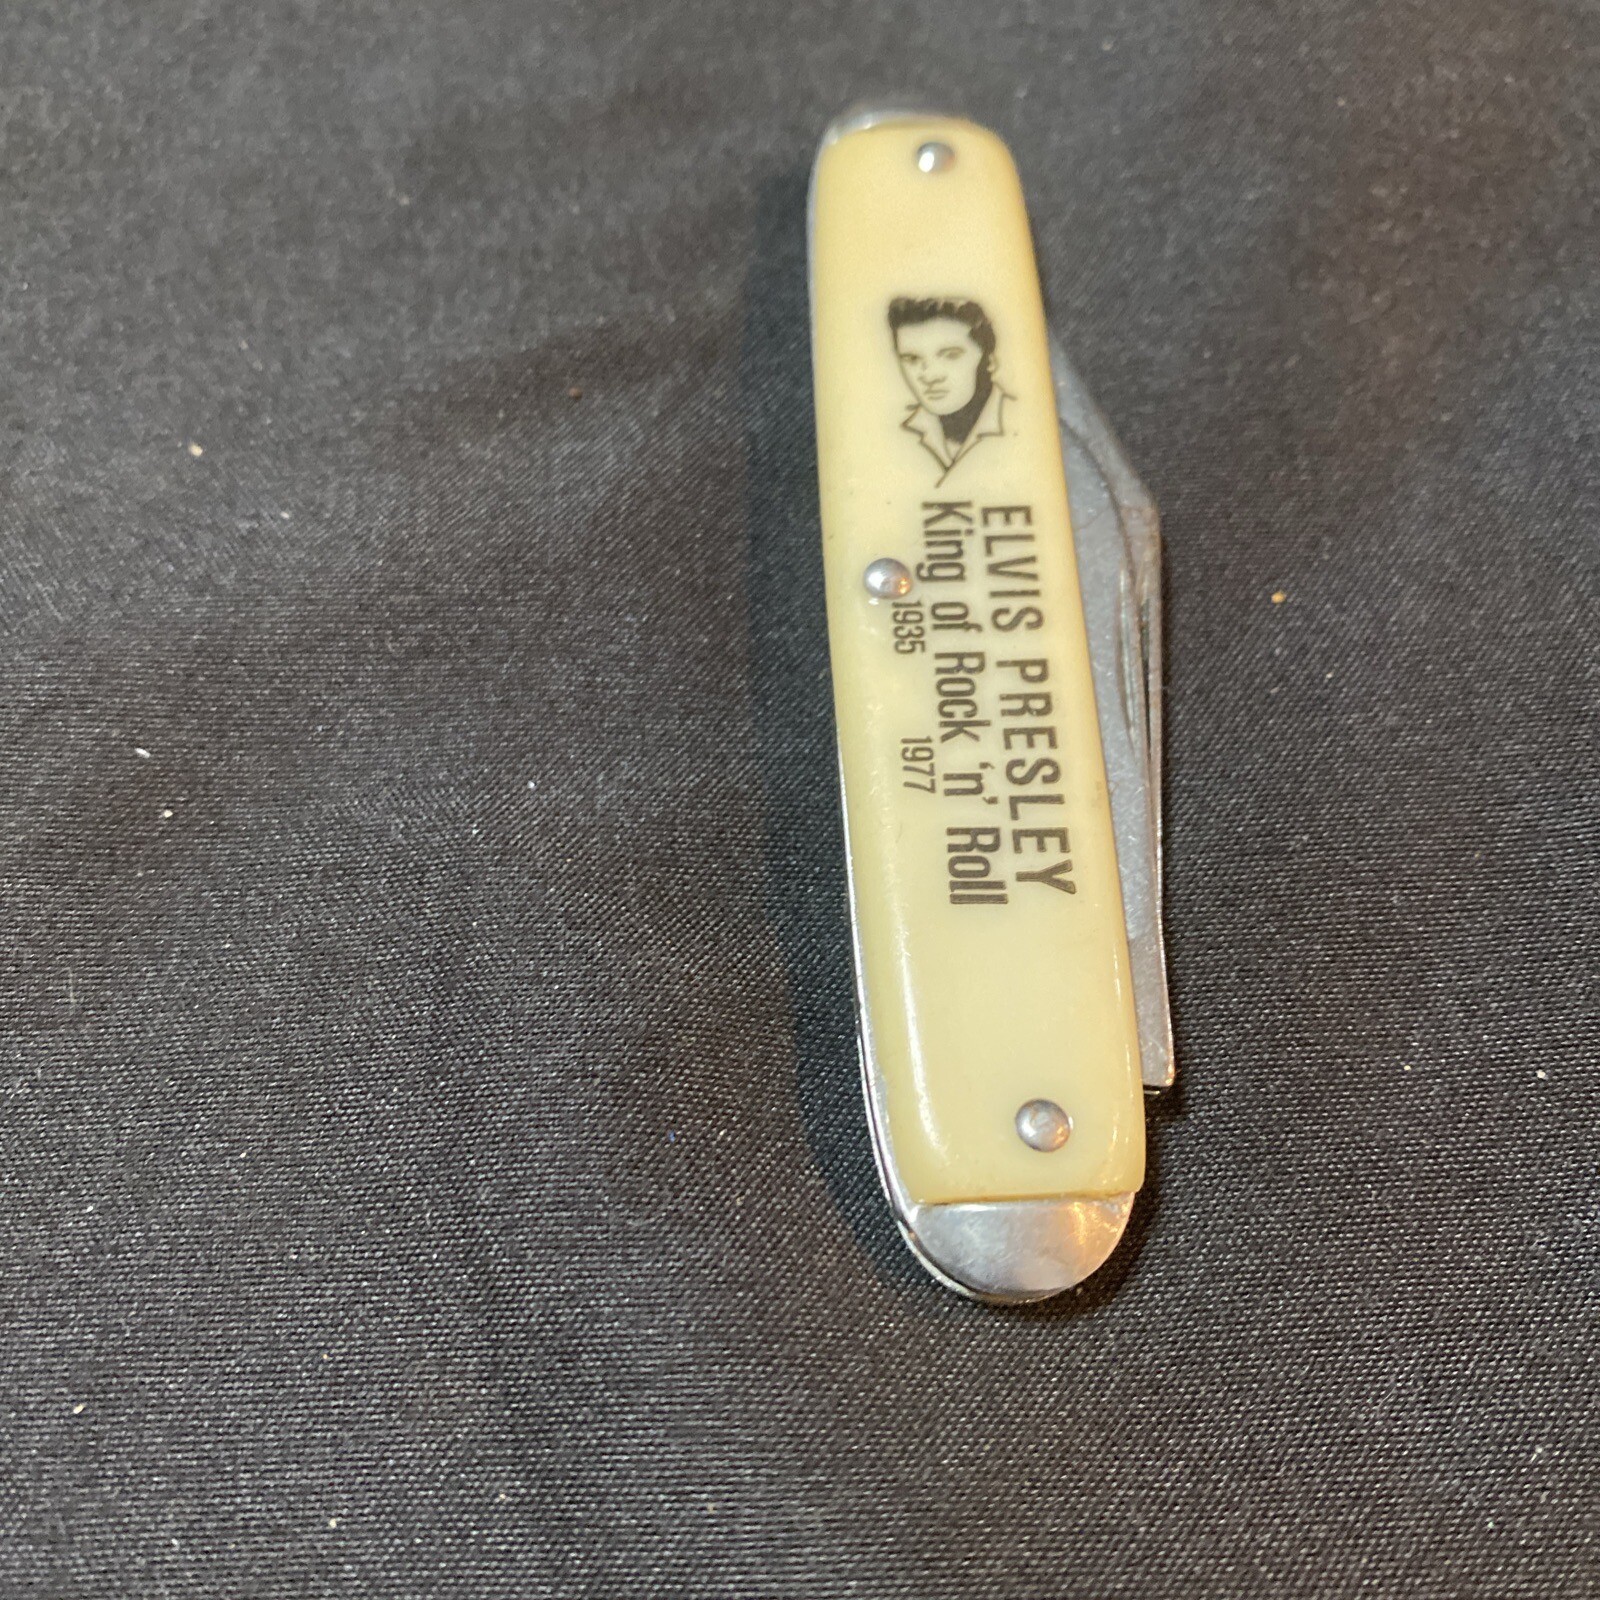 ELVIS PRESLEY
King of Rock 'n' Roll
1935 1977